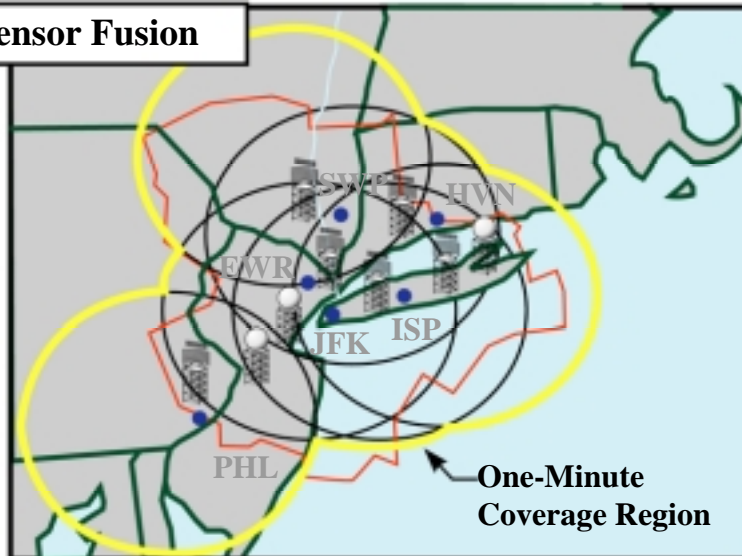 ensor Fusion
SWF
HVN
EWR
JFK
ISP
PHL
One-Minute
Coverage Region